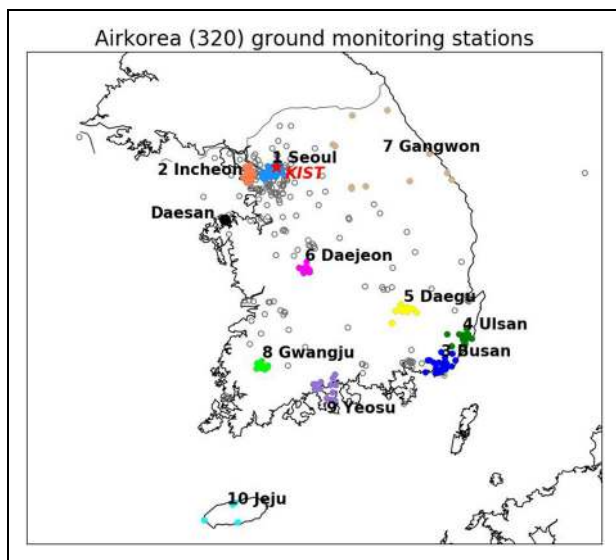 Airkorea (320) ground monitoring stations
7 Gangwon
1 Seoul
2 Incheon
KIST
Daesan
6 Daejeon
5 Daegu
4 Ulsan
3 Busan
8 Gwangju
9 Yeosu
10 Jeju